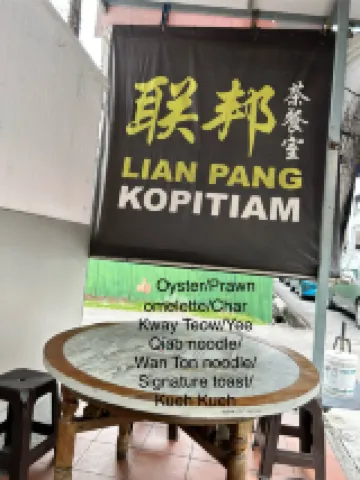 联邦
茶餐室
LIAN PANG
KOPITIAM
👍🏻 Oyster/Prawn
omelette/Char
Kway Teow/Yee
Qiab noodle/
Wan Ton noodle/
Signature toast/
Kueh Kueh